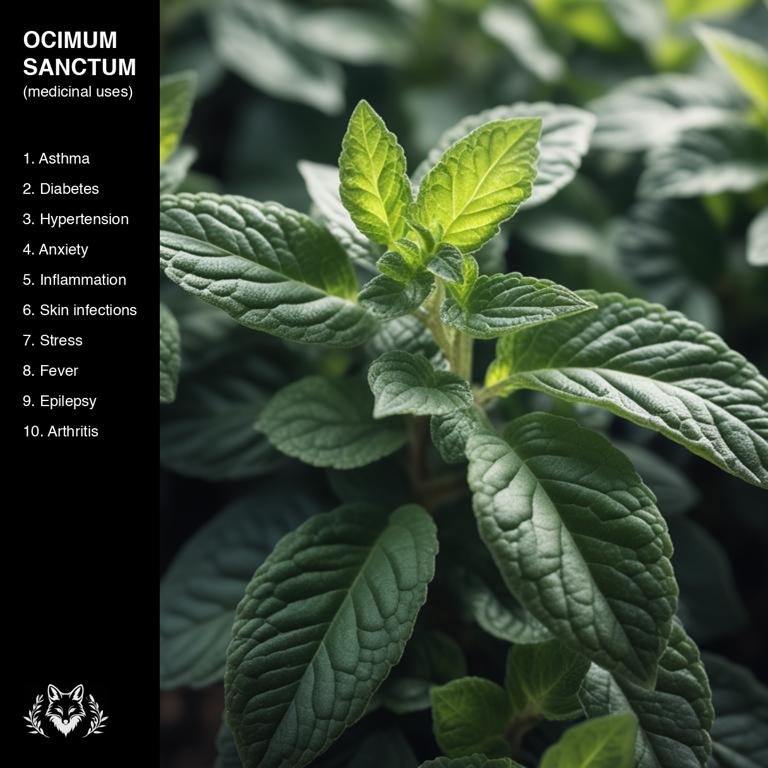 OCIMUM
SANCTUM
(medicinal uses)
1. Asthma
2. Diabetes
3. Hypertension
4. Anxiety
5. Inflammation
6. Skin infections
7. Stress
8. Fever
9. Epilepsy
10. Arthritis